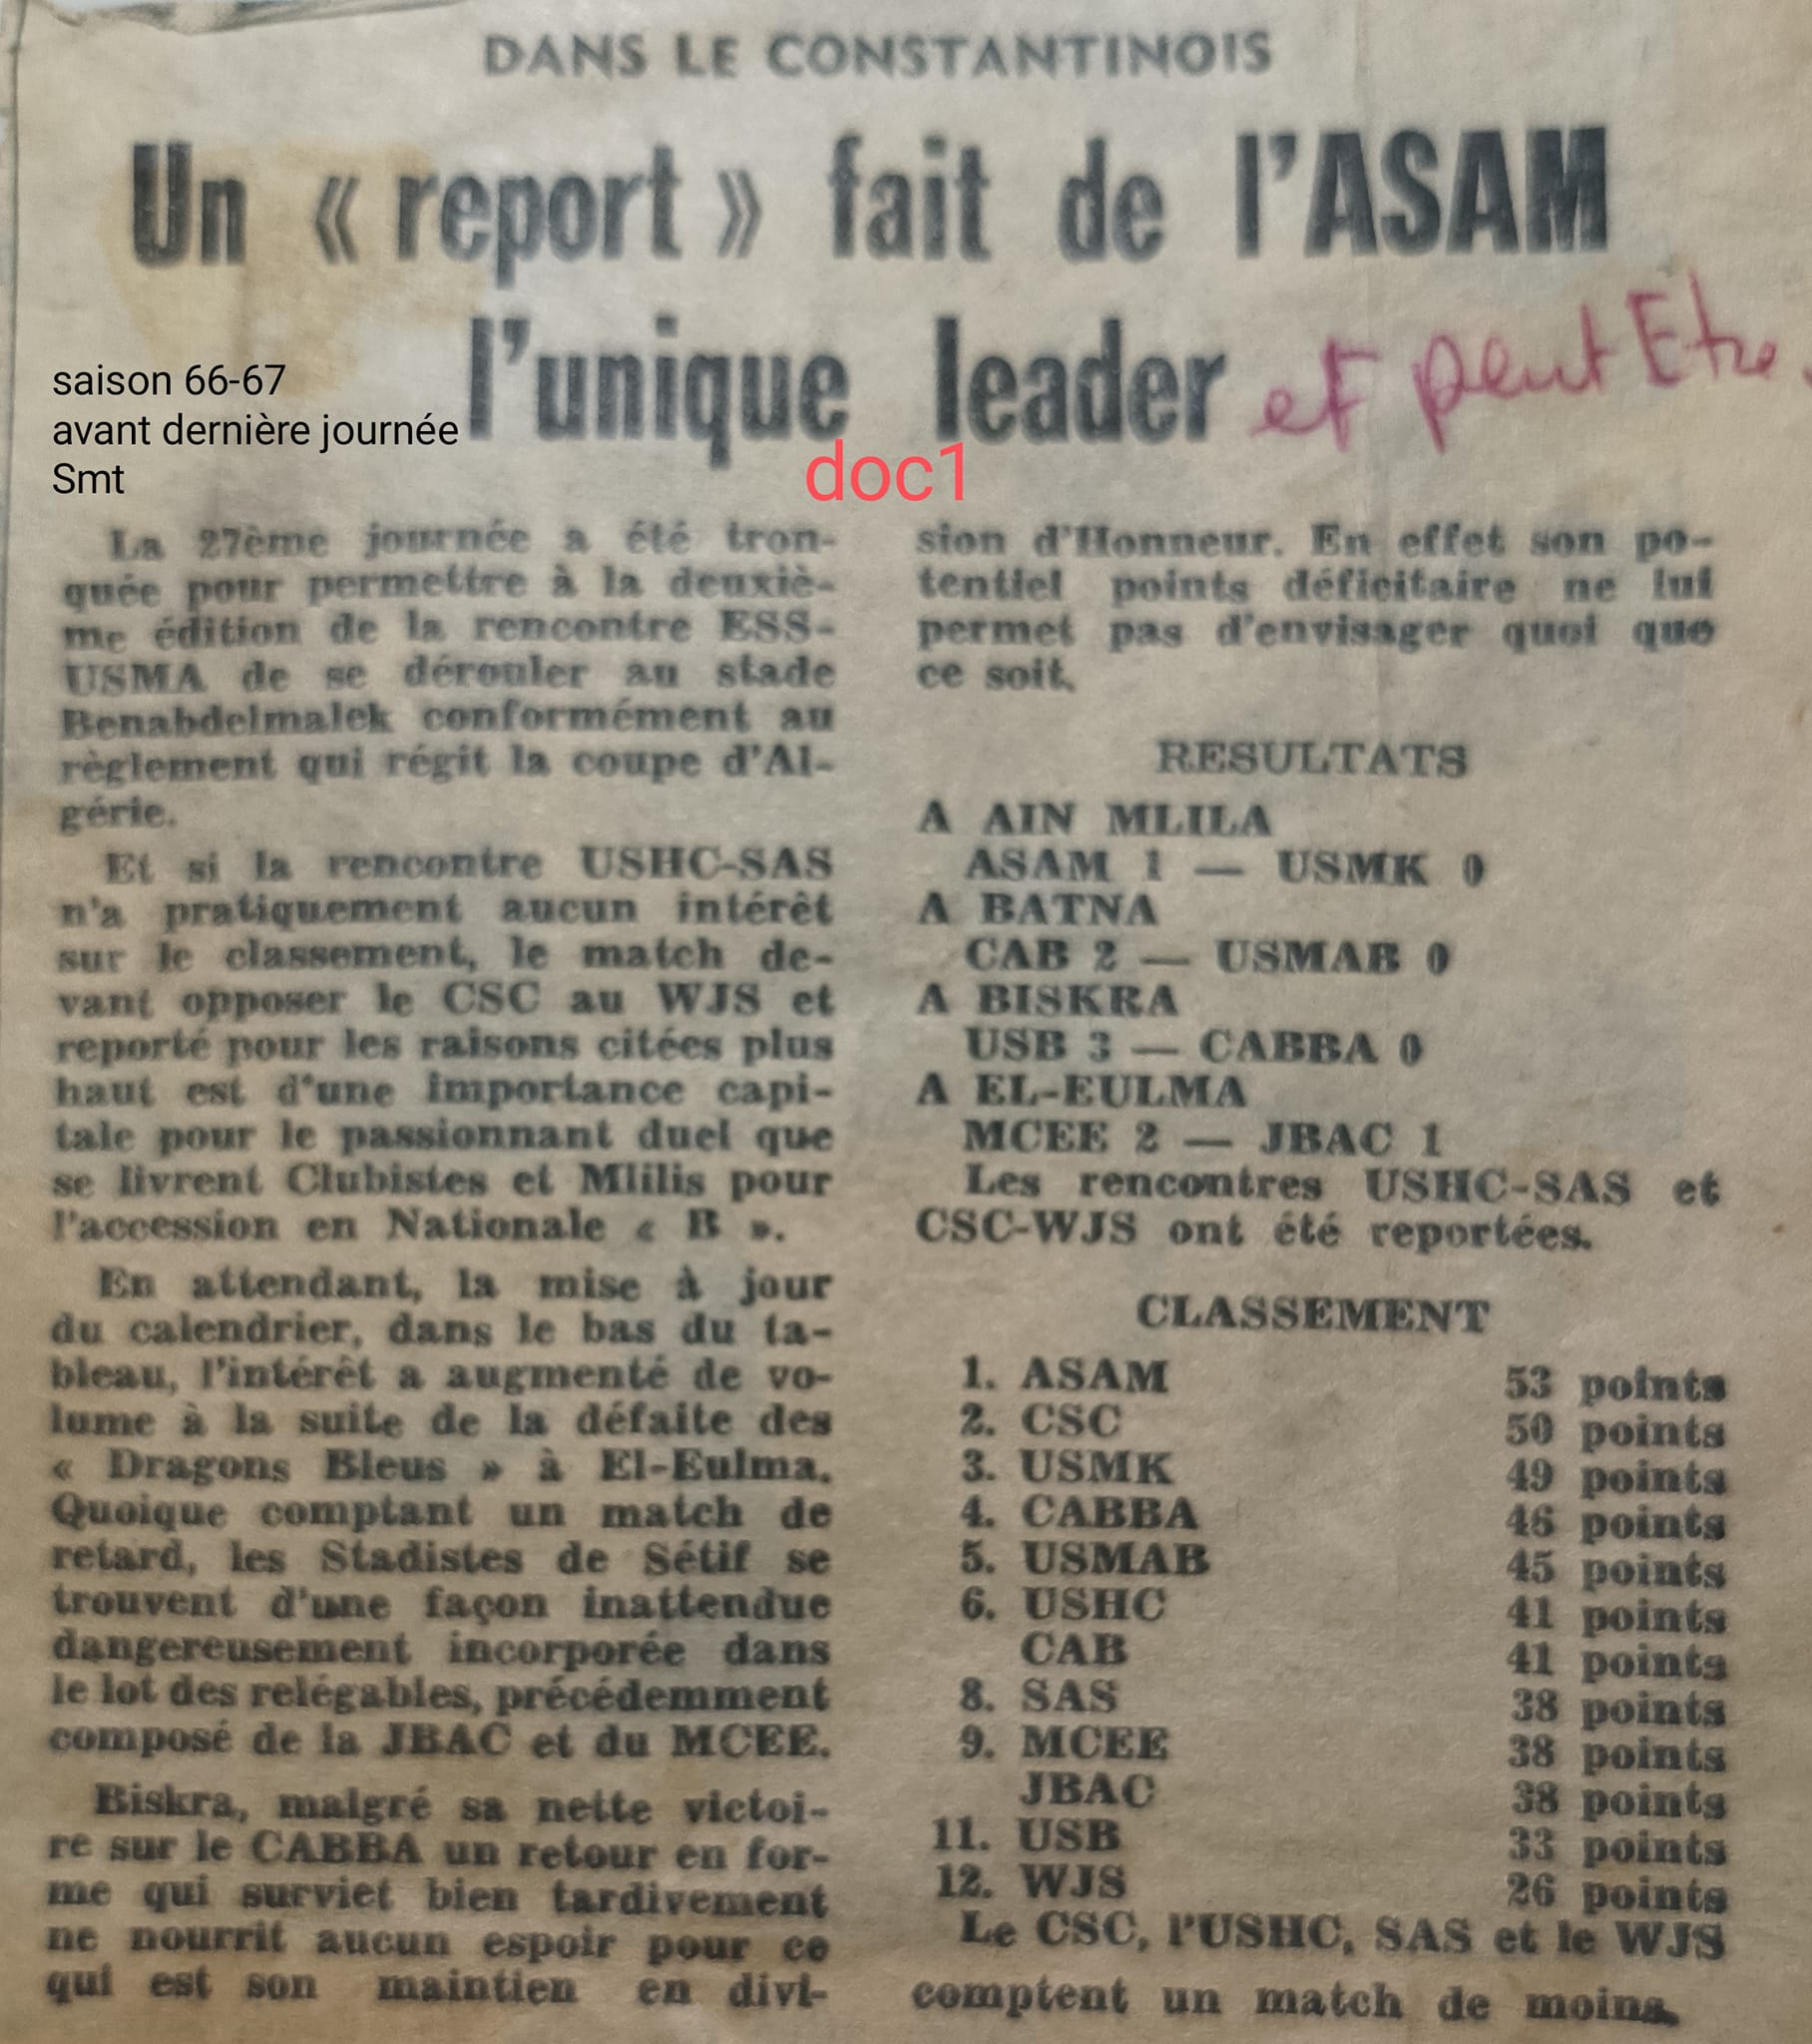 DANS LE CONSTANTINOIS
Un « report » fait de l'ASAM
l'unique leader et peut Etre.
saison 66-67
avant dernière journée
Smt
doc1
La 27ème journée a été tron-
quée pour permettre à la deuxiè-
me édition de la rencontre ESS-
USMA de se dérouler au stade
Benabdelmalek conformément au
règlement qui régit la coupe d'Al-
gérie.
Et si la rencontre USHC-SAS
n'a pratiquement aucun intérêt
sur le classement, le match de-
vant opposer le CSC au WJS et
reporté pour les raisons citées plus
haut est d'une importance capi-
tale pour le passionnant duel que
se livrent Clubistes et Mlilis pour
l'accession en Nationale « B ».
En attendant, la mise à jour
du calendrier, dans le bas du ta-
bleau, l'intérêt a augmenté de vo-
lume à la suite de la défaite des
« Dragons Bleus » à El-Eulma.
Quoique comptant un match de
retard, les Stadistes de Sétif se
trouvent d'une façon inattendue
dangereusement incorporée dans
le lot des relégables, précédemment
composé de la JBAC et du MCEE.
Biskra, malgré sa nette victoi-
re sur le CABBA un retour en for-
me qui surviet bien tardivement
ne nourrit aucun espoir pour ce
qui est son maintien en divi-
sion d'Honneur. En effet son po-
tentiel points déficitaire ne lui
permet pas d'envisager quoi que
ce soit.
RESULTATS
A AIN MLILA
ASAM 1 — USMK 0
A BATNA
CAB 2 — USMAB 0
A BISKRA
USB 3 — CABBA 0
A EL-EULMA
MCEE 2 — JBAC 1
Les rencontres USHC-SAS et
CSC-WJS ont été reportées.
CLASSEMENT
1. ASAM 53 points
2. CSC 50 points
3. USMK 49 points
4. CABBA 46 points
5. USMAB 45 points
6. USHC 41 points
CAB 41 points
8. SAS 38 points
9. MCEE 38 points
JBAC 38 points
11. USB 33 points
12. WJS 26 points
Le CSC, l'USHC, SAS et le WJS
comptent un match de moins.